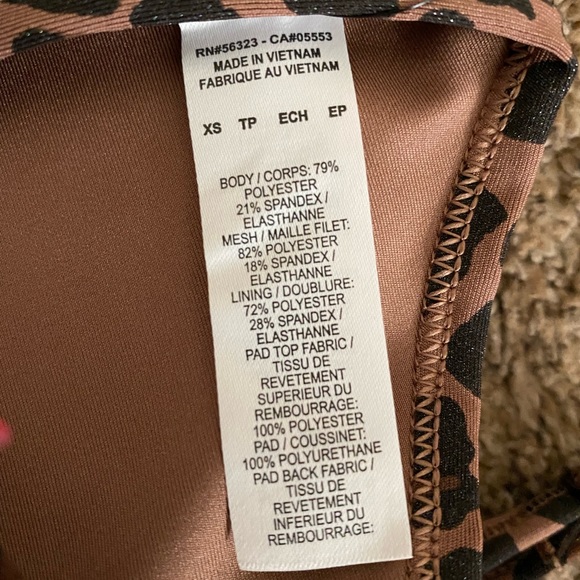 RN#56323 - CA#05553
MADE IN VIETNAM
FABRIQUE AU VIETNAM
XS TP ECH EP
BODY / CORPS: 79%
POLYESTER
21% SPANDEX /
ELASTHANNE
MESH / MAILLE FILET:
82% POLYESTER
18% SPANDEX /
ELASTHANNE
LINING / DOUBLURE:
72% POLYESTER
28% SPANDEX /
ELASTHANNE
PAD TOP FABRIC /
TISSU DE
REVETEMENT
SUPERIEUR DU
REMBOURRAGE:
100% POLYESTER
PAD / COUSSINET:
100% POLYURETHANE
PAD BACK FABRIC /
TISSU DE
REVETEMENT
INFERIEUR DU
REMBOURRAGE: